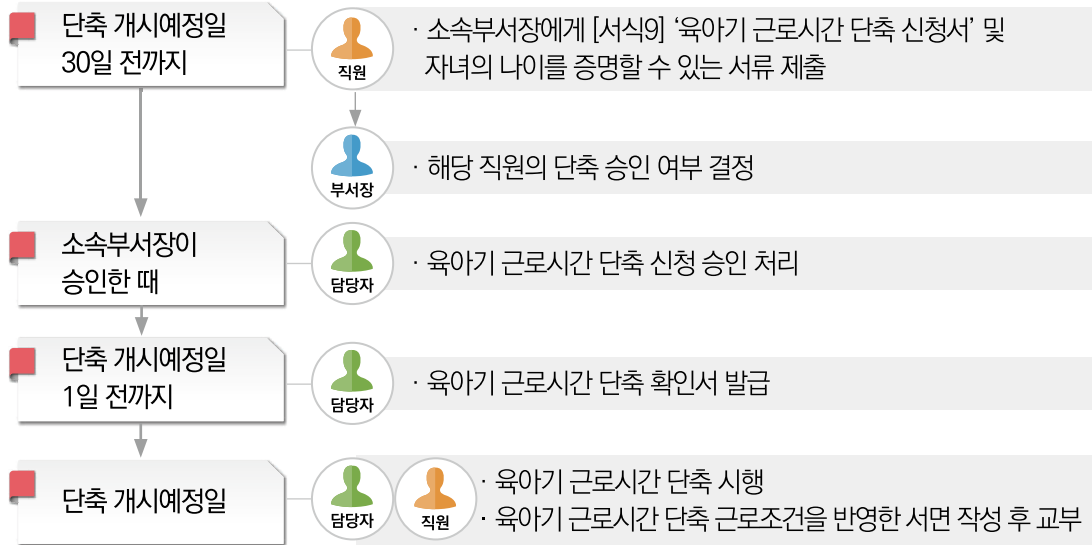 단축 개시예정일
30일 전까지
직원
· 소속부서장에게 [서식9] ‘육아기 근로시간 단축 신청서’ 및
자녀의 나이를 증명할 수 있는 서류 제출
부서장
· 해당 직원의 단축 승인 여부 결정
소속부서장이
승인한 때
담당자
· 육아기 근로시간 단축 신청 승인 처리
단축 개시예정일
1일 전까지
담당자
· 육아기 근로시간 단축 확인서 발급
단축 개시예정일
담당자
직원
· 육아기 근로시간 단축 시행
· 육아기 근로시간 단축 근로조건을 반영한 서면 작성 후 교부